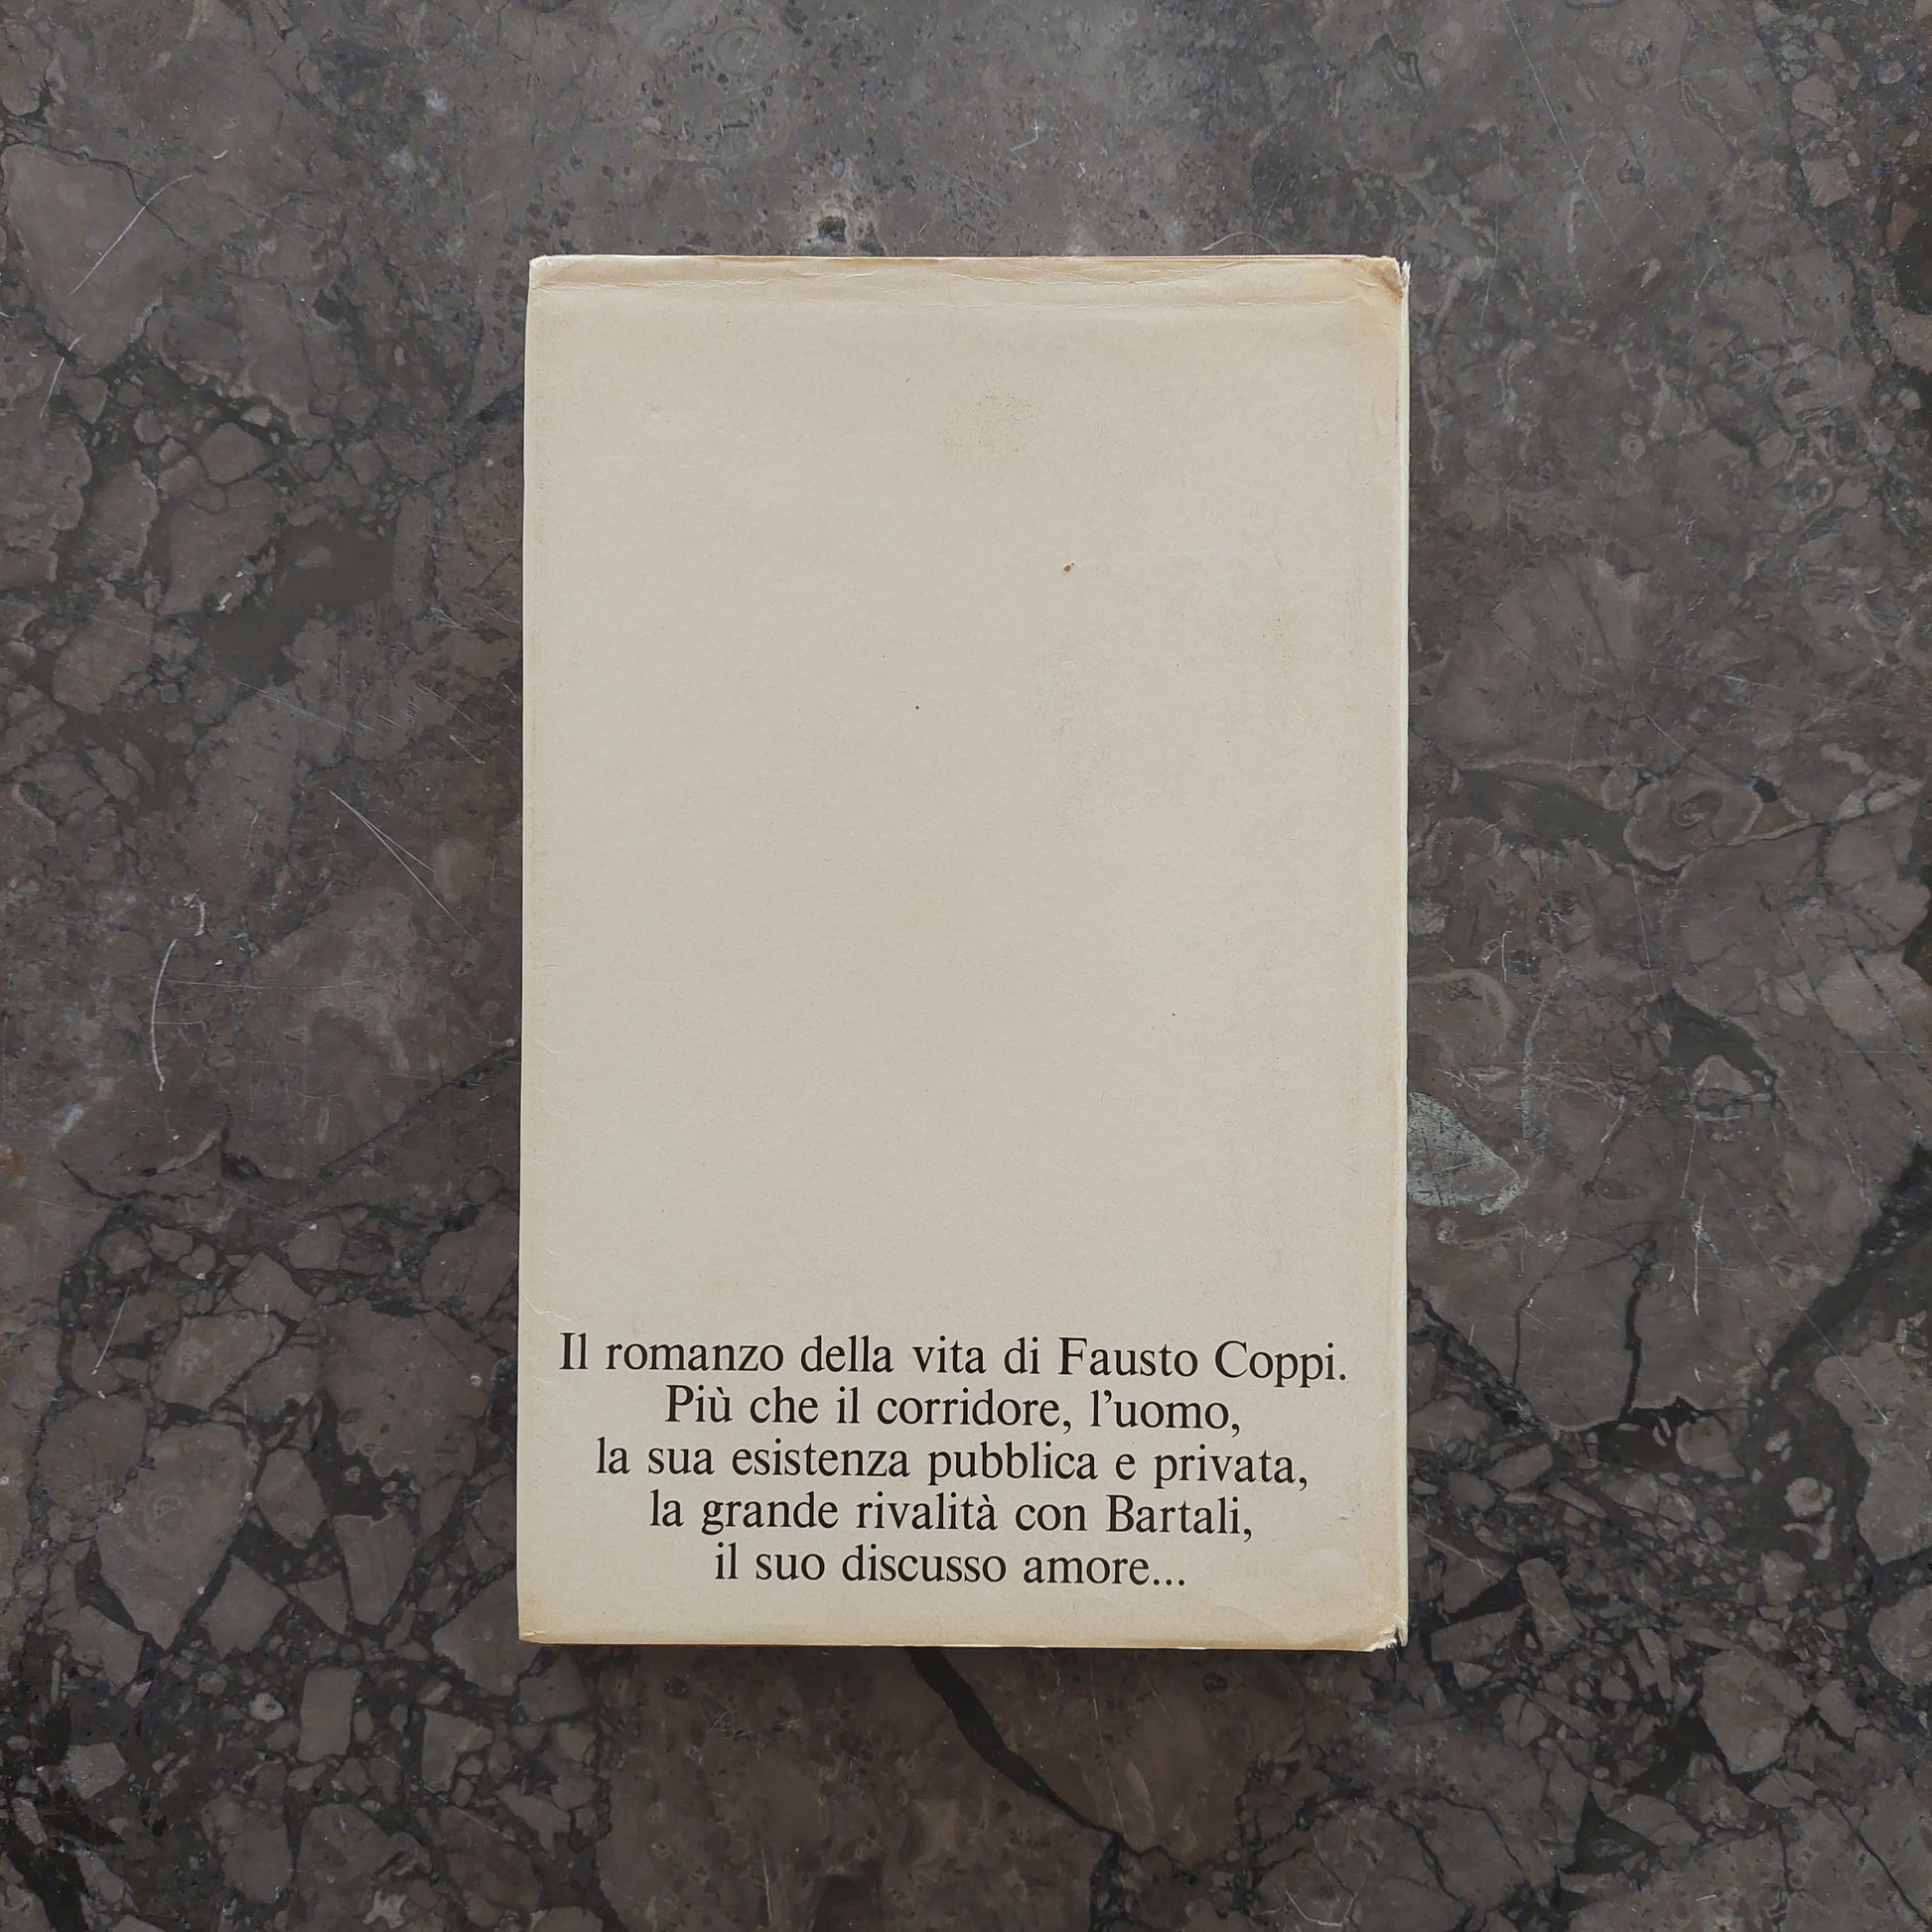 Il romanzo della vita di Fausto Coppi.
Più che il corridore, l'uomo,
la sua esistenza pubblica e privata,
la grande rivalità con Bartali,
il suo discusso amore...